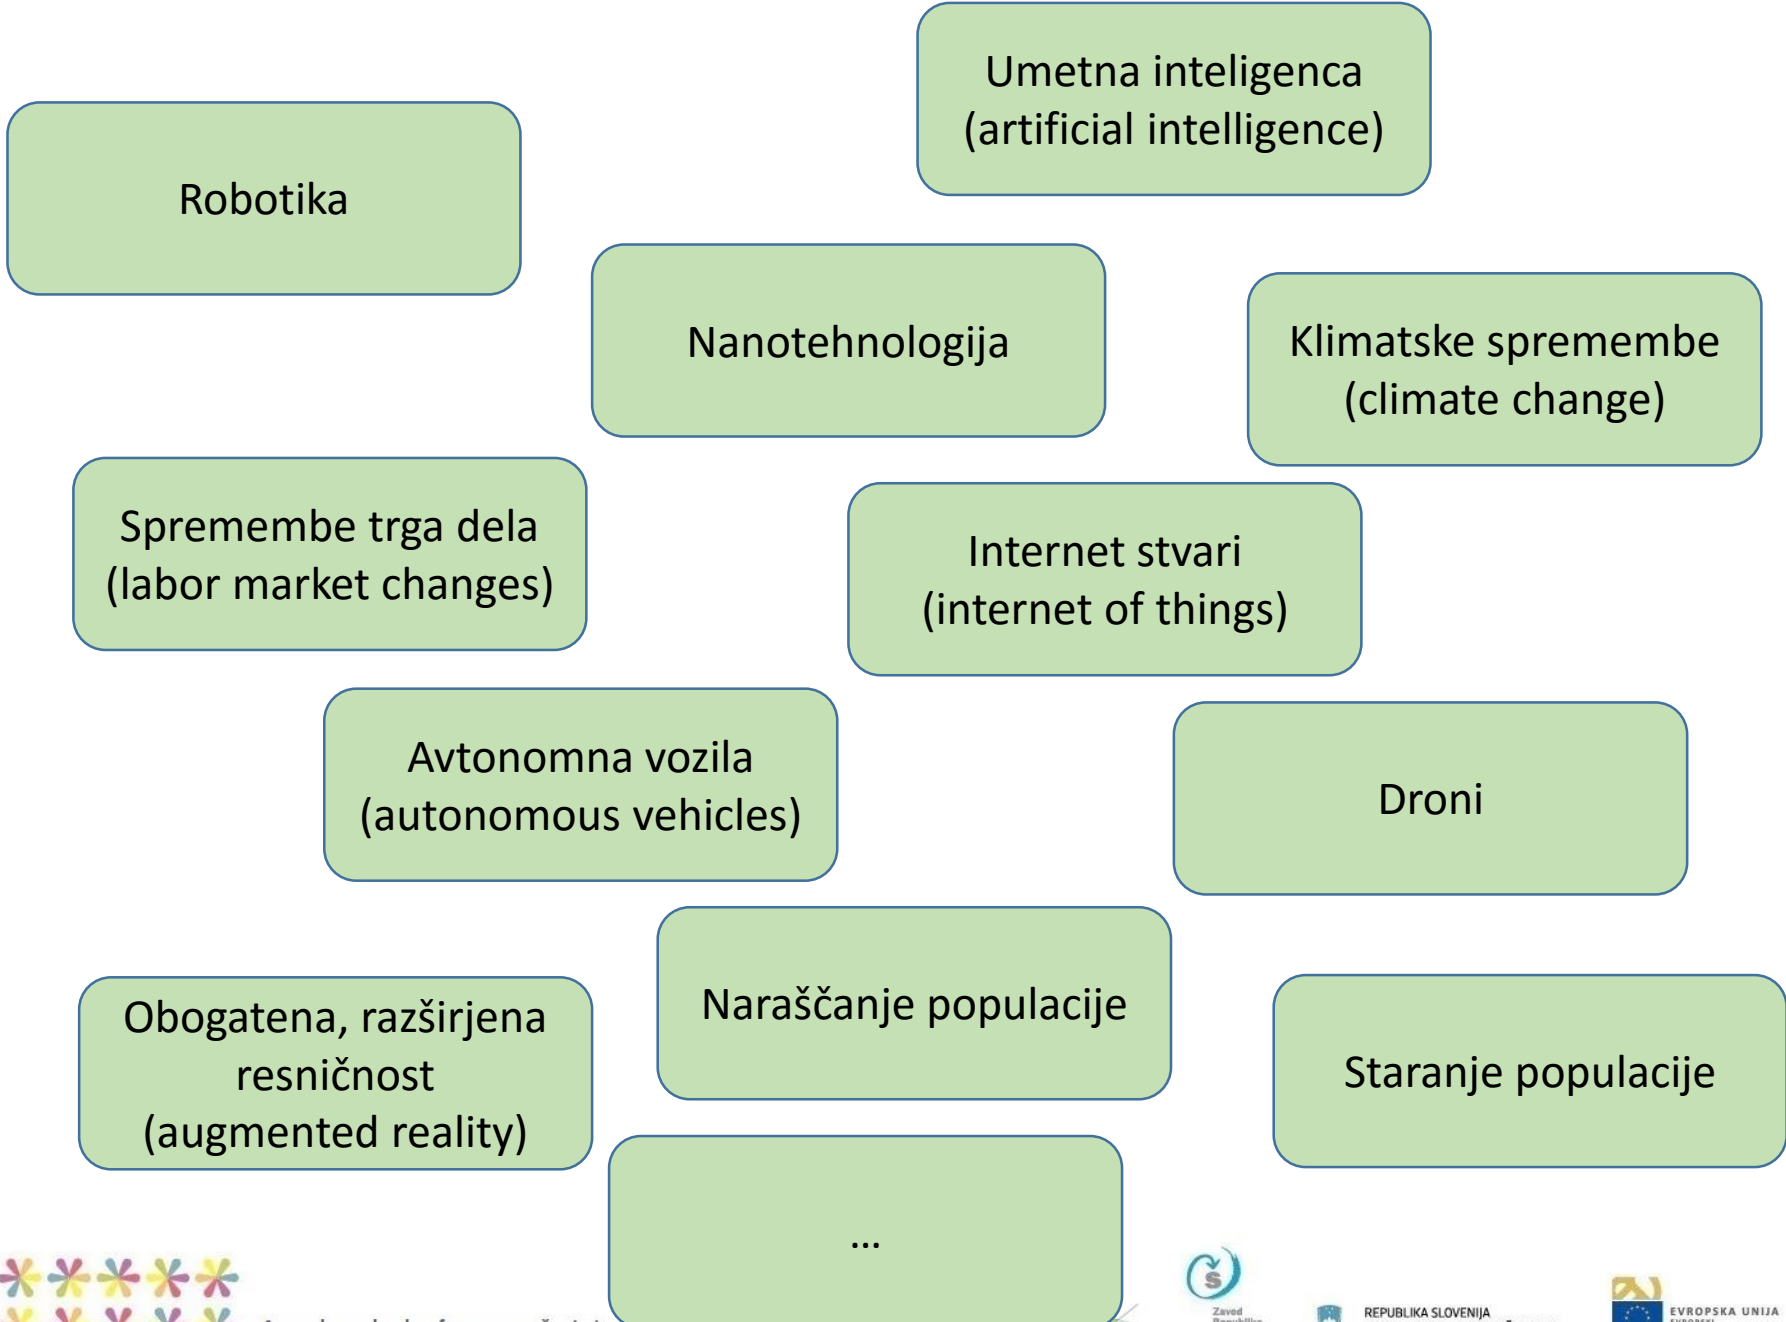 Umetna inteligenca
(artificial intelligence)
Robotika
Nanotehnologija
Klimatske spremembe
(climate change)
Spremembe trga dela
(labor market changes)
Internet stvari
(internet of things)
Avtonomna vozila
(autonomous vehicles)
Droni
Naraščanje populacije
Obogatena, razširjena
resničnost
(augmented reality)
Staranje populacije
...
Zavod
REPUBLIKA SLOVENIJA
EVROPSKA UNIJA